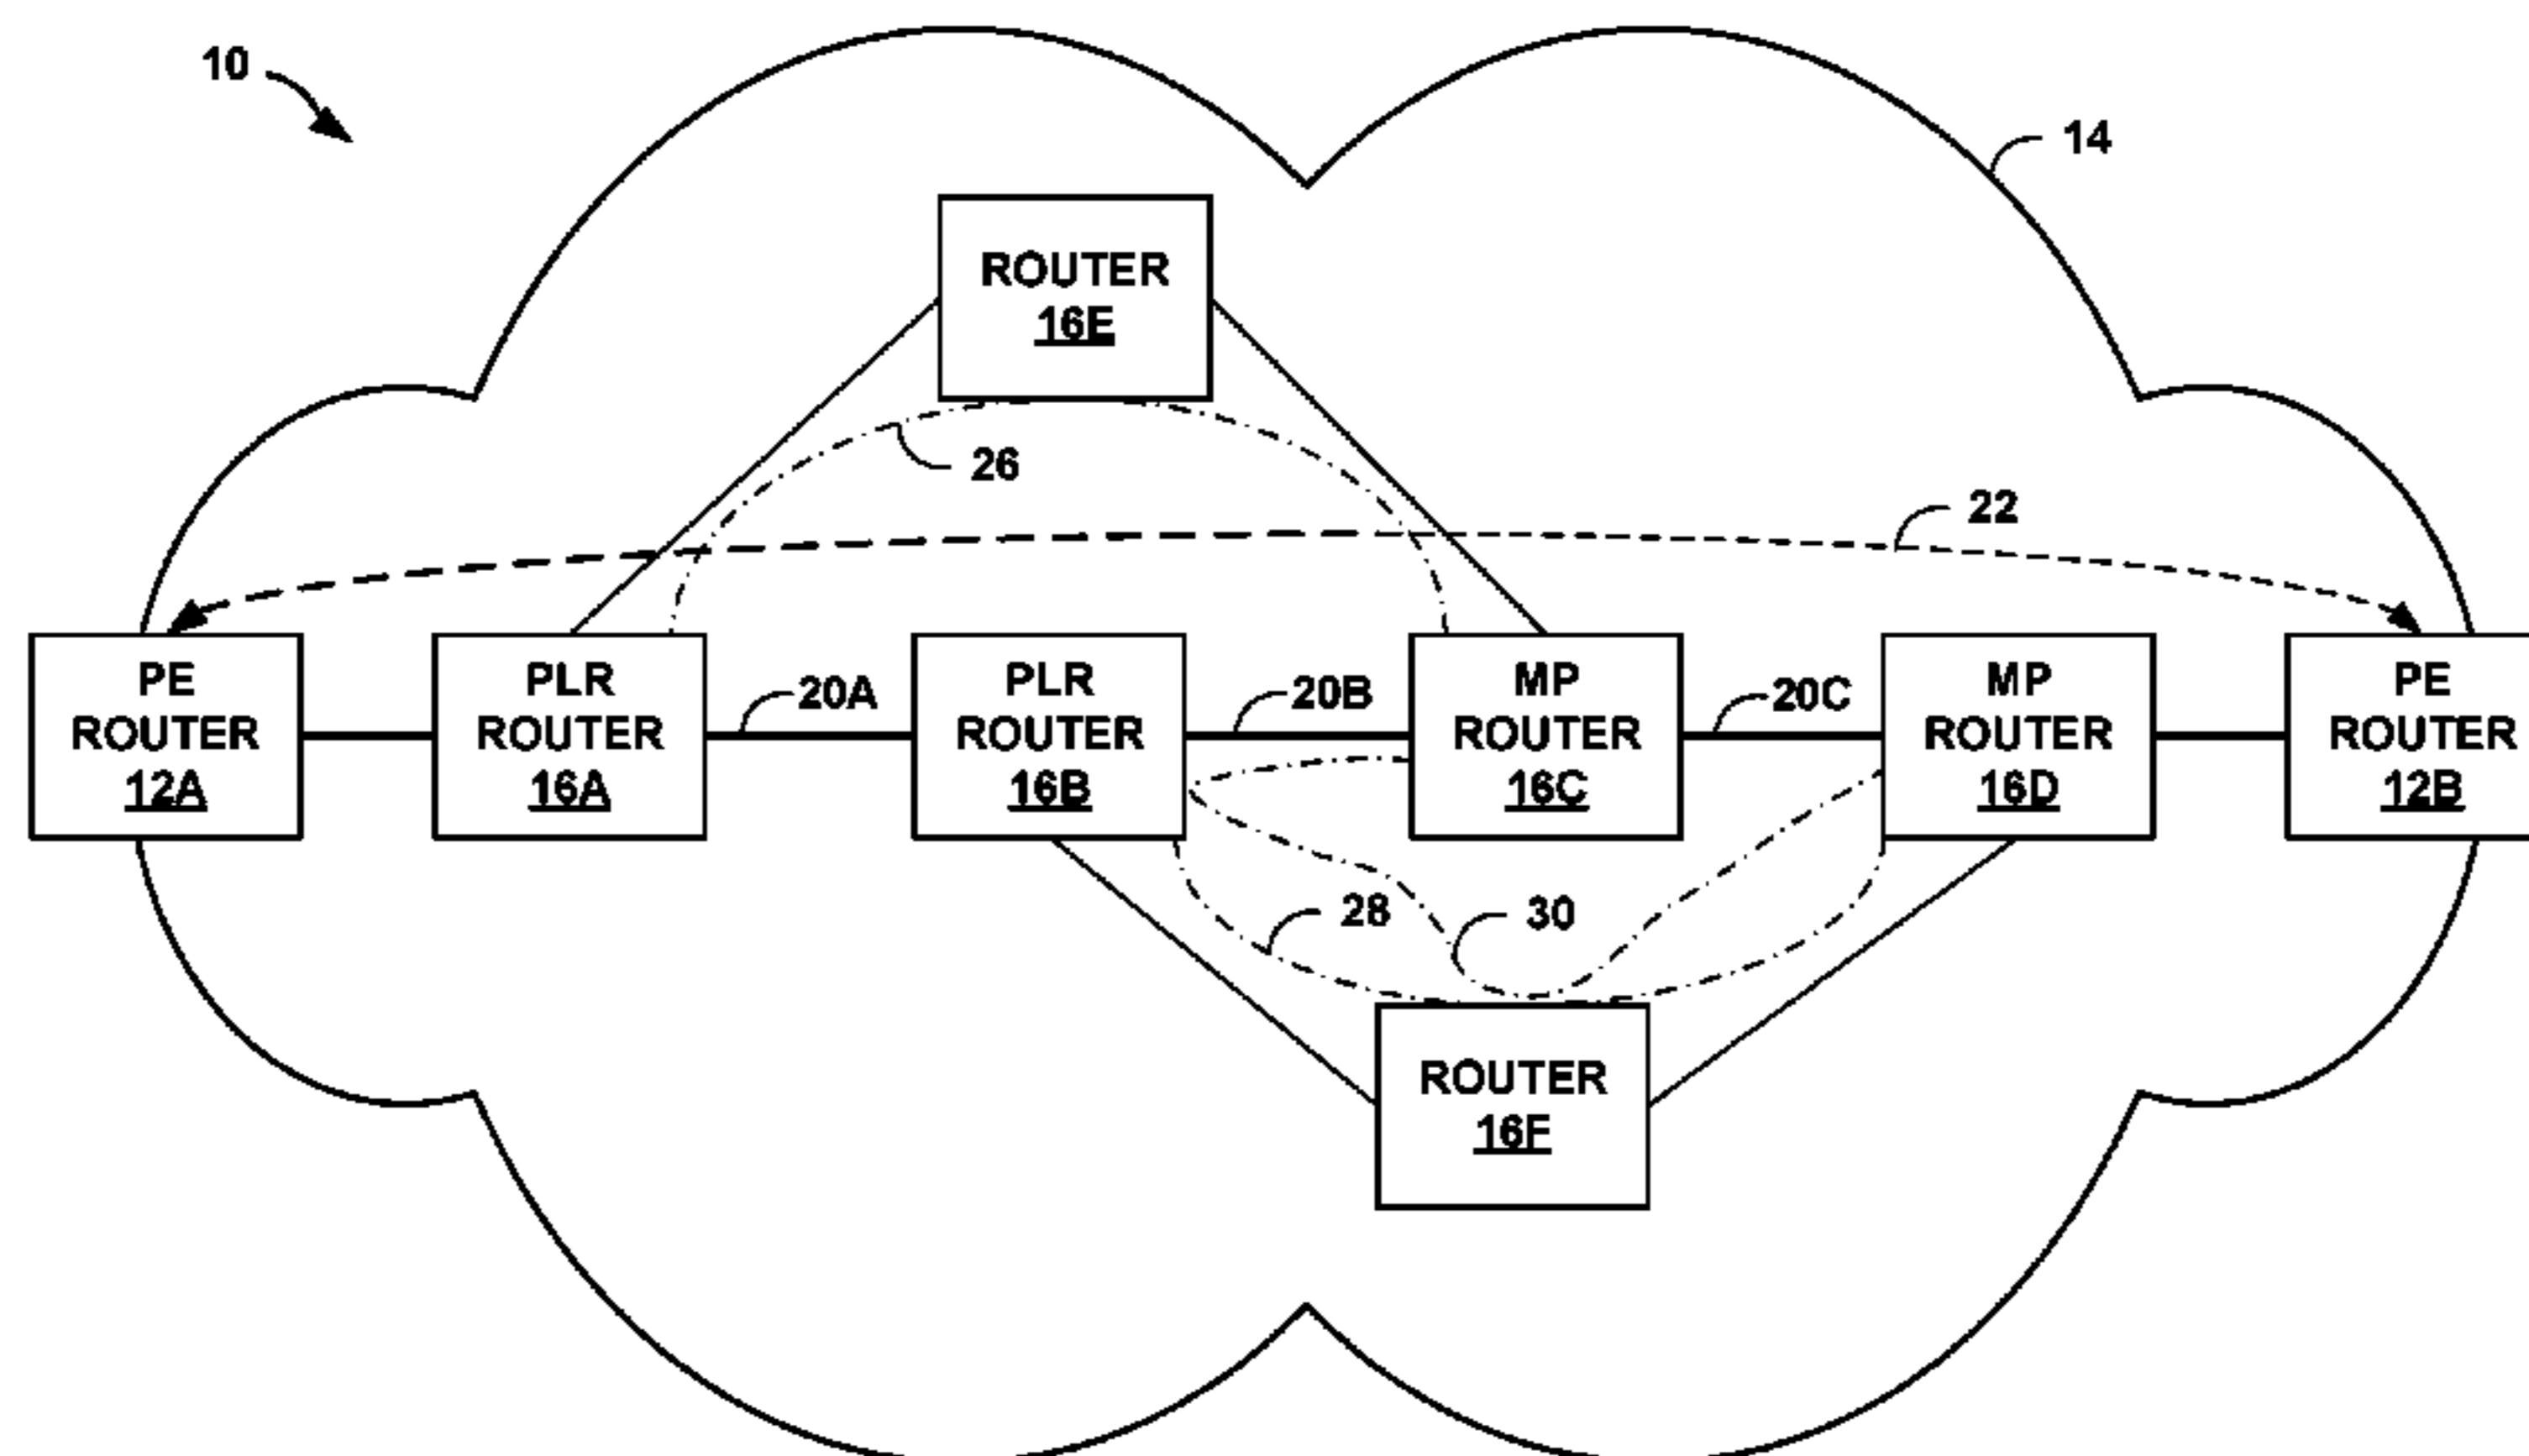 10
14
ROUTER
16E
26
22
PE
ROUTER
12A
PLR
ROUTER
16A
20A
PLR
ROUTER
16B
20B
MP
ROUTER
16C
20C
MP
ROUTER
16D
PE
ROUTER
12B
28
30
ROUTER
16F